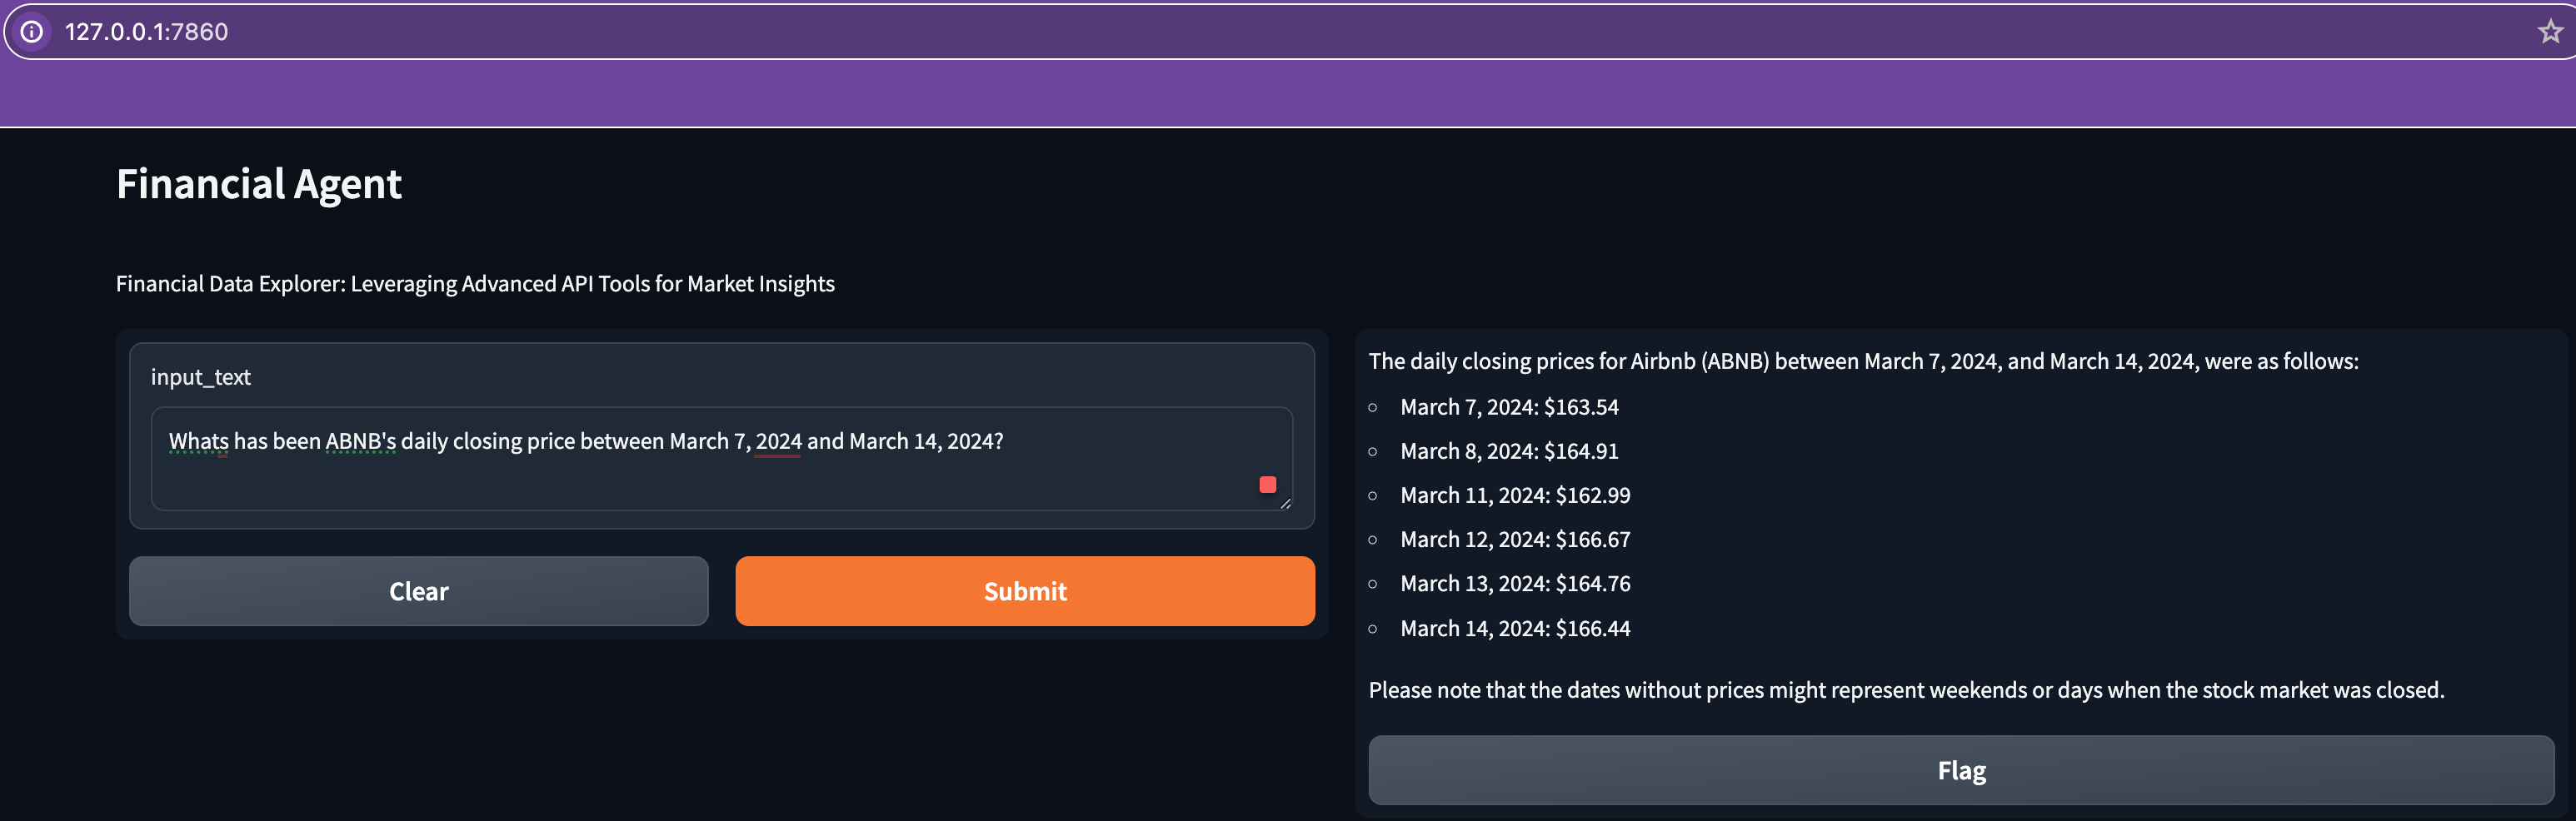 127.0.0.1:7860
Financial Agent
Financial Data Explorer: Leveraging Advanced API Tools for Market Insights
input_text
Whats has been ABNB's daily closing price between March 7, 2024 and March 14, 2024?
Clear
Submit
The daily closing prices for Airbnb (ABNB) between March 7, 2024, and March 14, 2024, were as follows:
March 7, 2024: $163.54
March 8, 2024: $164.91
March 11, 2024: $162.99
March 12, 2024: $166.67
March 13, 2024: $164.76
March 14, 2024: $166.44
Please note that the dates without prices might represent weekends or days when the stock market was closed.
Flag